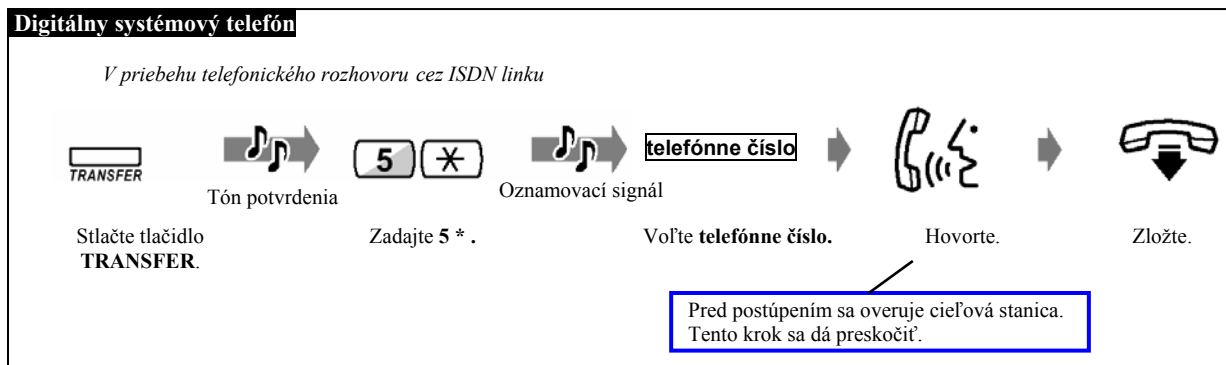 Digitálny systémový telefón
V priebehu telefonického rozhovoru cez ISDN linku
TRANSFER
Tón potvrdenia
5 *
Oznamovací signál
telefónne číslo
Stlačte tlačidlo
TRANSFER.
Zadajte 5 * .
Voľte telefónne číslo.
Hovorte.
Zložte.
Pred postúpením sa overuje cieľová stanica.
Tento krok sa dá preskočiť.